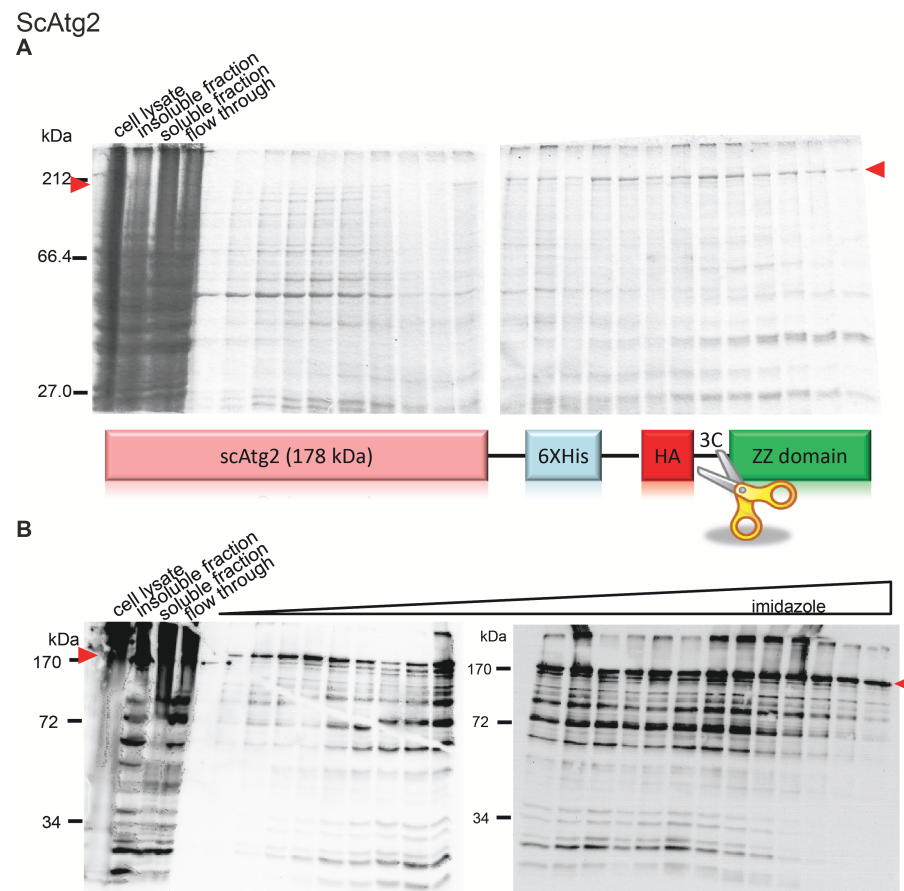 ScAtg2
A
cell lysate
insoluble fraction
soluble fraction
flow through
kDa
212
66.4
27.0
scAtg2 (178 kDa)
6XHis
HA
3C
ZZ domain
B
cell lysate
insoluble fraction
soluble fraction
flow through
imidazole
kDa
170
72
34
kDa
170
72
34